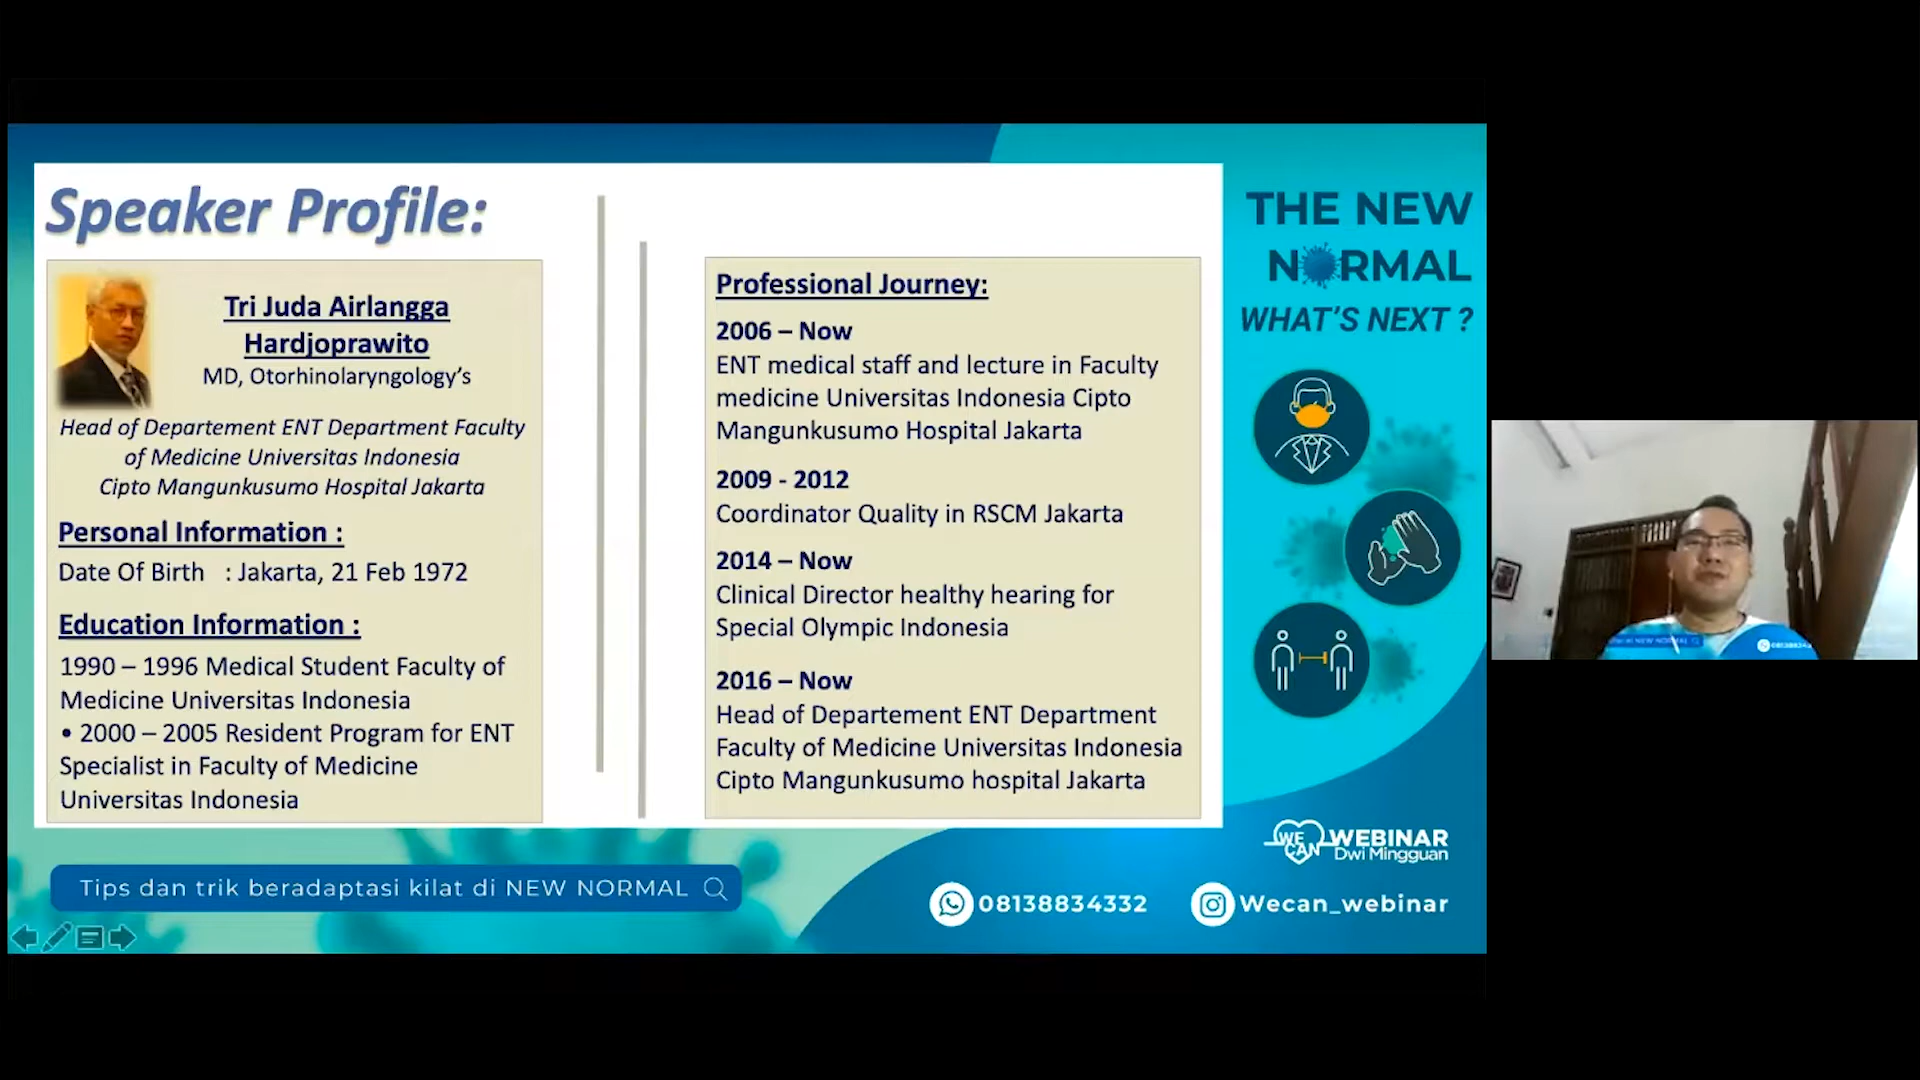 Speaker Profile:
Tri Juda Airlangga
Hardjoprawito
MD, Otorhinolaryngology's
Head of Departement ENT Department Faculty
of Medicine Universitas Indonesia
Cipto Mangunkusumo Hospital Jakarta
Personal Information :
Date Of Birth : Jakarta, 21 Feb 1972
Education Information :
1990 – 1996 Medical Student Faculty of
Medicine Universitas Indonesia
• 2000 – 2005 Resident Program for ENT
Specialist in Faculty of Medicine
Universitas Indonesia
Professional Journey:
2006 – Now
ENT medical staff and lecture in Faculty
medicine Universitas Indonesia Cipto
Mangunkusumo Hospital Jakarta
2009 - 2012
Coordinator Quality in RSCM Jakarta
2014 – Now
Clinical Director healthy hearing for
Special Olympic Indonesia
2016 – Now
Head of Departement ENT Department
Faculty of Medicine Universitas Indonesia
Cipto Mangunkusumo hospital Jakarta
THE NEW
NORMAL
WHAT'S NEXT ?
WE CAN
WEBINAR
Dwi Mingguan
Tips dan trik beradaptasi kilat di NEW NORMAL
08138834332
Wecan_webinar
NEW NORMAL